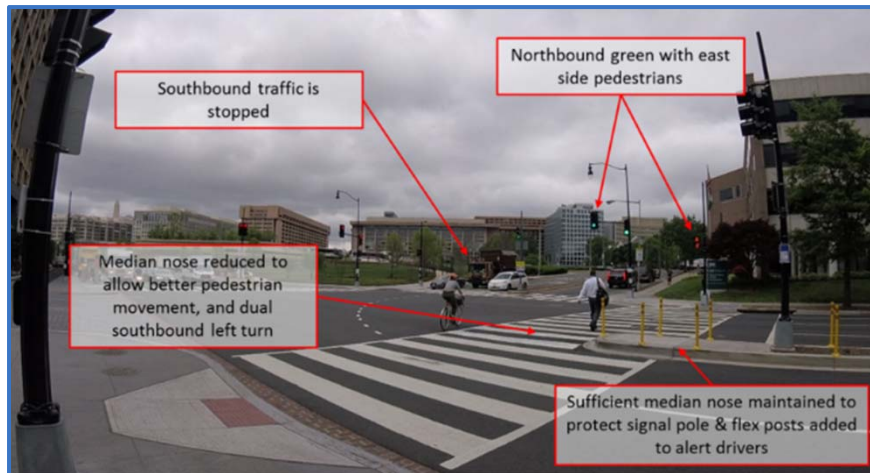 Northbound green with east
side pedestrians
Southbound traffic is
stopped
Median nose reduced to
allow better pedestrian
movement, and dual
southbound left turn
Sufficient median nose maintained to
protect signal pole & flex posts added
to alert drivers